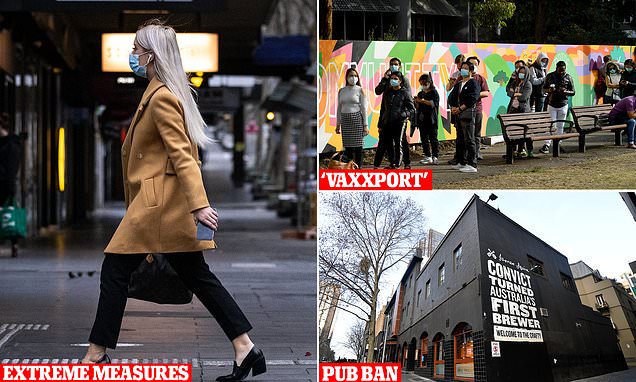 EXTREME MEASURES
'VAXXPORT'
CONVICT
TURNED
AUSTRALIA'S
FIRST
BREWER
WELCOME TO THE CRAFTY
PUB BAN